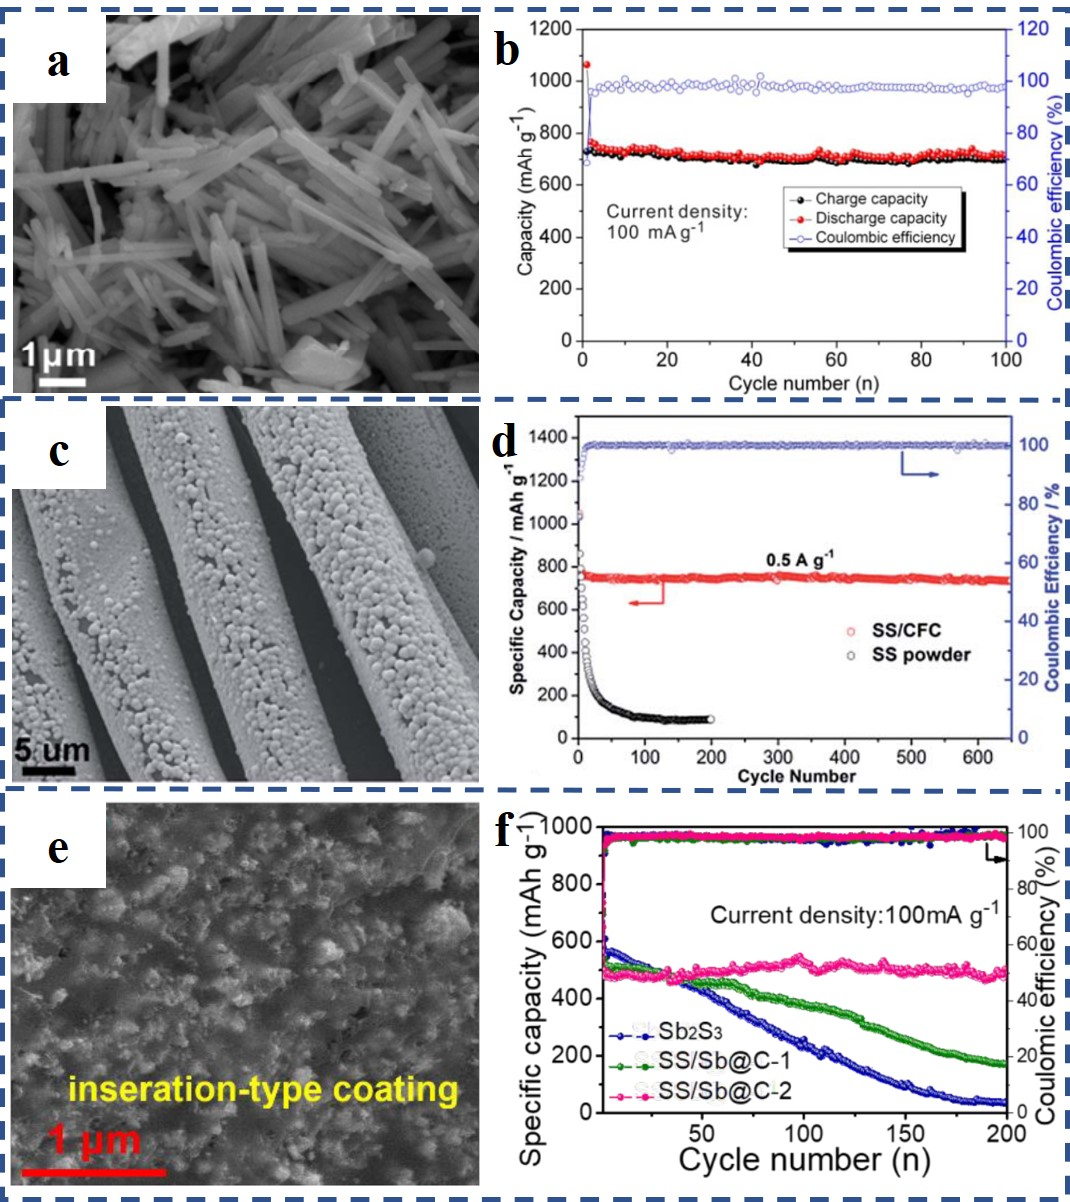 a
1 μm
b
1200
1000
800
600
400
200
0
Capacity (mAh g⁻¹)
120
100
80
60
40
20
0
Coulombic efficiency (%)
Current density:
100 mA g⁻¹
Charge capacity
Discharge capacity
Coulombic efficiency
0 20 40 60 80 100
Cycle number (n)
c
5 um
d
1400
1200
1000
800
600
400
200
0
Specific Capacity / mAh g⁻¹
100
80
60
40
20
0
Coulombic Effciency / %
0.5 A g⁻¹
SS/CFC
SS powder
0 100 200 300 400 500 600
Cycle Number
e
inseration-type coating
1 μm
f
1000
800
600
400
200
0
Specific capacity (mAh g⁻¹)
100
80
60
40
20
0
Coulomic efficiency (%)
Current density:100mA g⁻¹
Sb₂S₃
SS/Sb@C-1
SS/Sb@C-2
50 100 150 200
Cycle number (n)